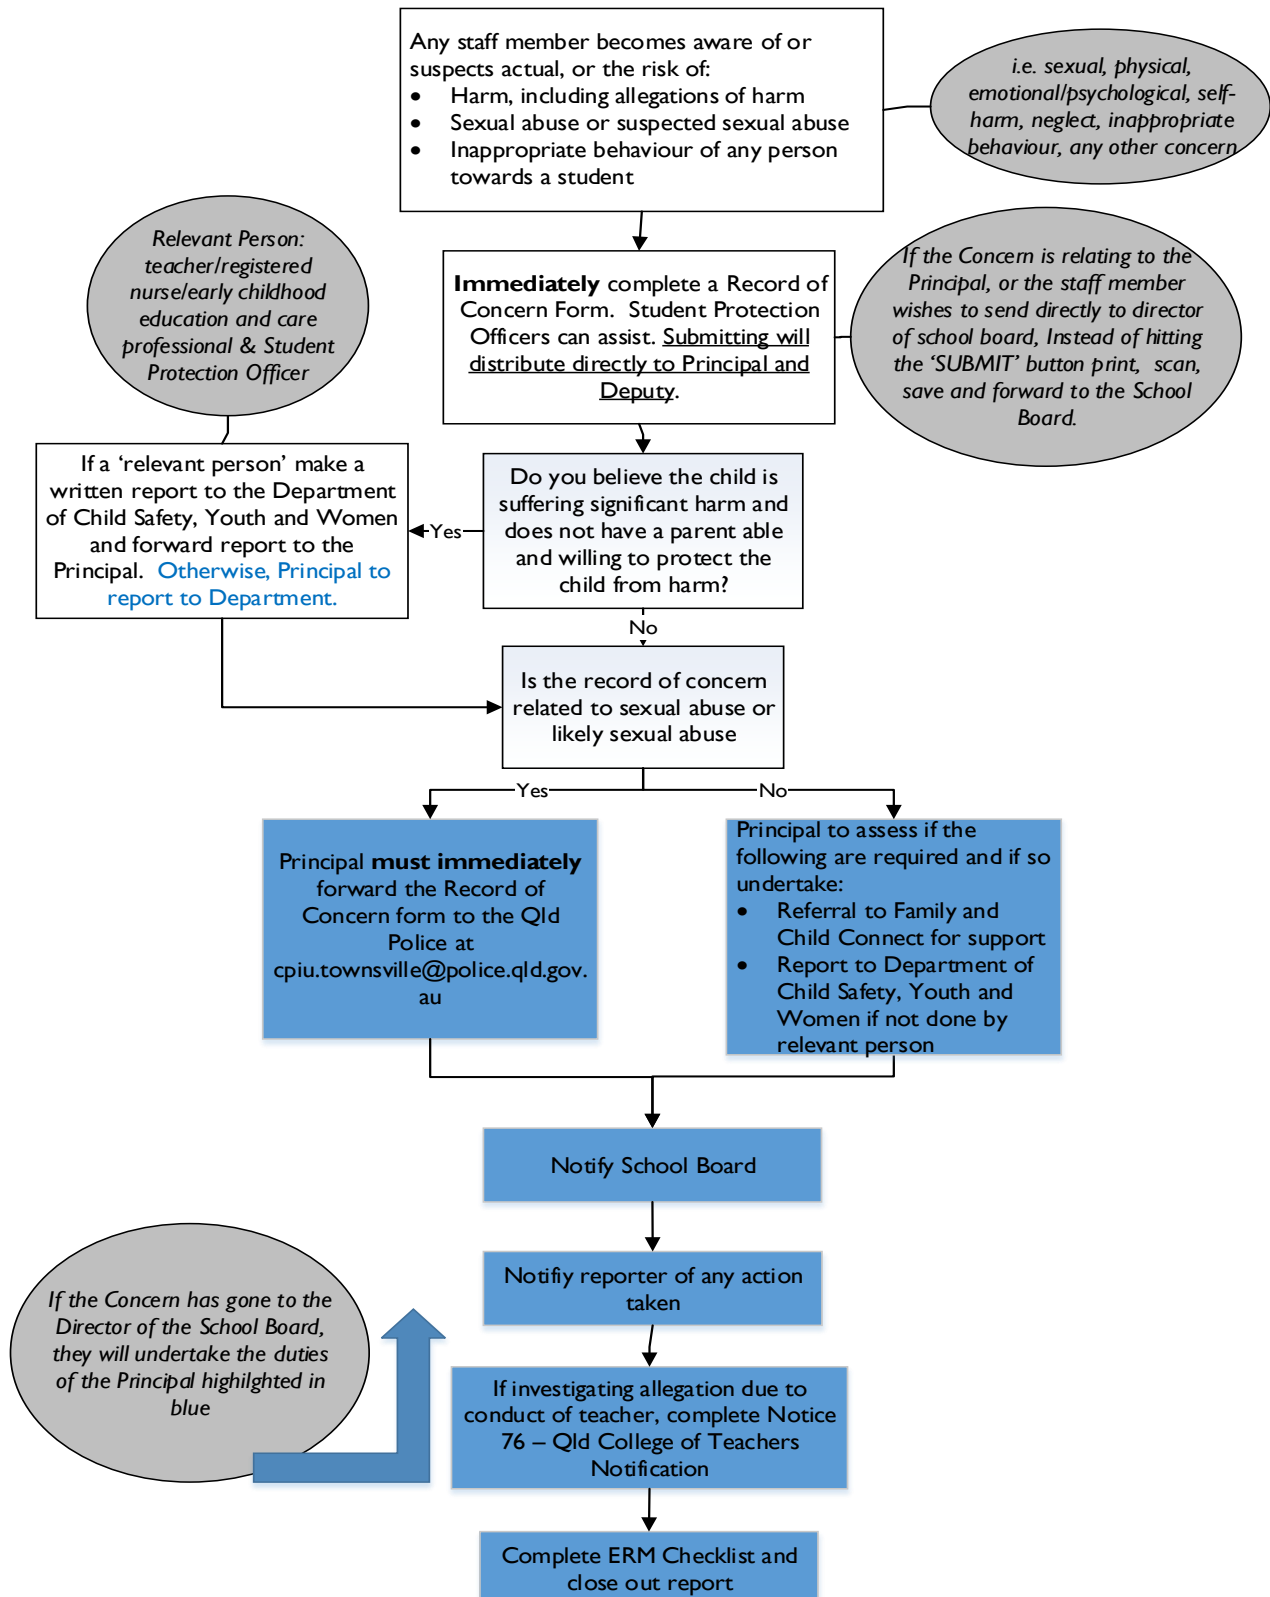 Any staff member becomes aware of or
suspects actual, or the risk of:
• Harm, including allegations of harm
• Sexual abuse or suspected sexual abuse
• Inappropriate behaviour of any person
towards a student
i.e. sexual, physical,
emotional/psychological, self-
harm, neglect, inappropriate
behaviour, any other concern
Relevant Person:
teacher/registered
nurse/early childhood
education and care
professional & Student
Protection Officer
Immediately complete a Record of
Concern Form. Student Protection
Officers can assist. Submitting will
distribute directly to Principal and
Deputy.
If the Concern is relating to the
Principal, or the staff member
wishes to send directly to director
of school board, Instead of hitting
the ‘SUBMIT’ button print, scan,
save and forward to the School
Board.
If a ‘relevant person’ make a
written report to the Department
of Child Safety, Youth and Women
and forward report to the
Principal. Otherwise, Principal to
report to Department.
Yes
Do you believe the child is
suffering significant harm and
does not have a parent able
and willing to protect the
child from harm?
No
Is the record of concern
related to sexual abuse or
likely sexual abuse
Yes
No
Principal must immediately
forward the Record of
Concern form to the Qld
Police at
cpiu.townsville@police.qld.gov.
au
Principal to assess if the
following are required and if so
undertake:
• Referral to Family and
Child Connect for support
• Report to Department of
Child Safety, Youth and
Women if not done by
relevant person
Notify School Board
Notifiy reporter of any action
taken
If the Concern has gone to the
Director of the School Board,
they will undertake the duties
of the Principal highilghted in
blue
If investigating allegation due to
conduct of teacher, complete Notice
76 – Qld College of Teachers
Notification
Complete ERM Checklist and
close out report